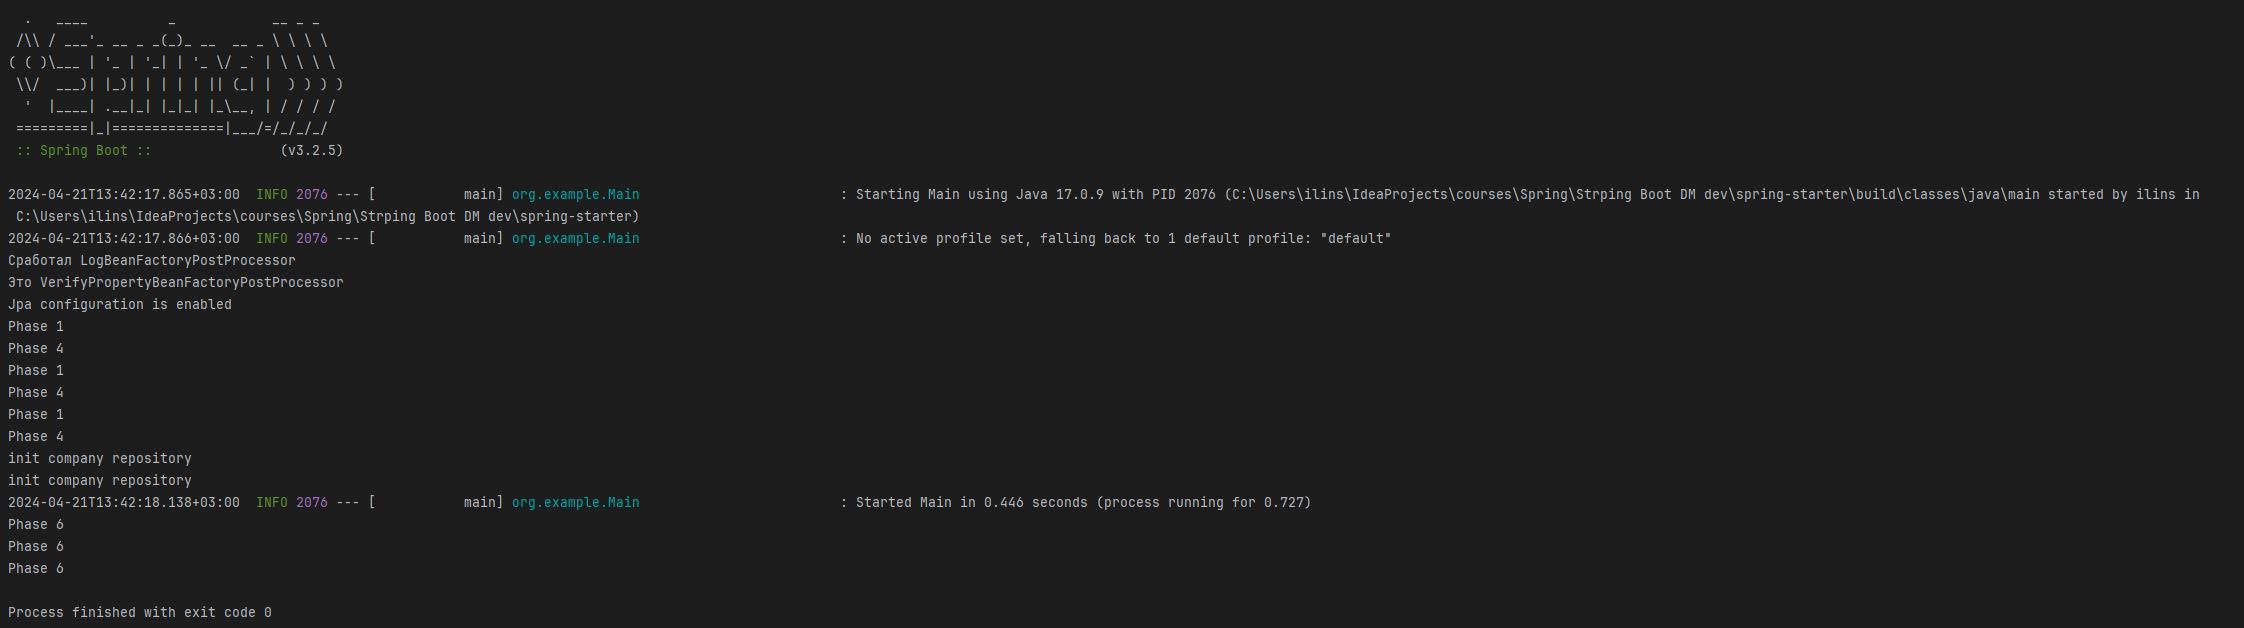 .   ____          _            __ _ _
 /\\ / ___'_ __ _ _(_)_ __  __ _ \ \ \ \
( ( )\___ | '_ | '_| | '_ \/ _` | \ \ \ \
 \\/  ___)| |_)| | | | | || (_| |  ) ) ) )
  '  |____| .__|_| |_|_| |_\__, | / / / /
 =========|_|==============|___/=/_/_/_/
 :: Spring Boot ::                (v3.2.5)

2024-04-21T13:42:17.865+03:00  INFO 2076 --- [           main] org.example.Main                         : Starting Main using Java 17.0.9 with PID 2076 (C:\Users\ilins\IdeaProjects\courses\Spring\Strping Boot DM dev\spring-starter\build\classes\java\main started by ilins in
 C:\Users\ilins\IdeaProjects\courses\Spring\Strping Boot DM dev\spring-starter)
2024-04-21T13:42:17.866+03:00  INFO 2076 --- [           main] org.example.Main                         : No active profile set, falling back to 1 default profile: "default"
Сработал LogBeanFactoryPostProcessor
Это VerifyPropertyBeanFactoryPostProcessor
Jpa configuration is enabled
Phase 1
Phase 4
Phase 1
Phase 4
Phase 1
Phase 4
init company repository
init company repository
2024-04-21T13:42:18.138+03:00  INFO 2076 --- [           main] org.example.Main                         : Started Main in 0.446 seconds (process running for 0.727)
Phase 6
Phase 6
Phase 6

Process finished with exit code 0